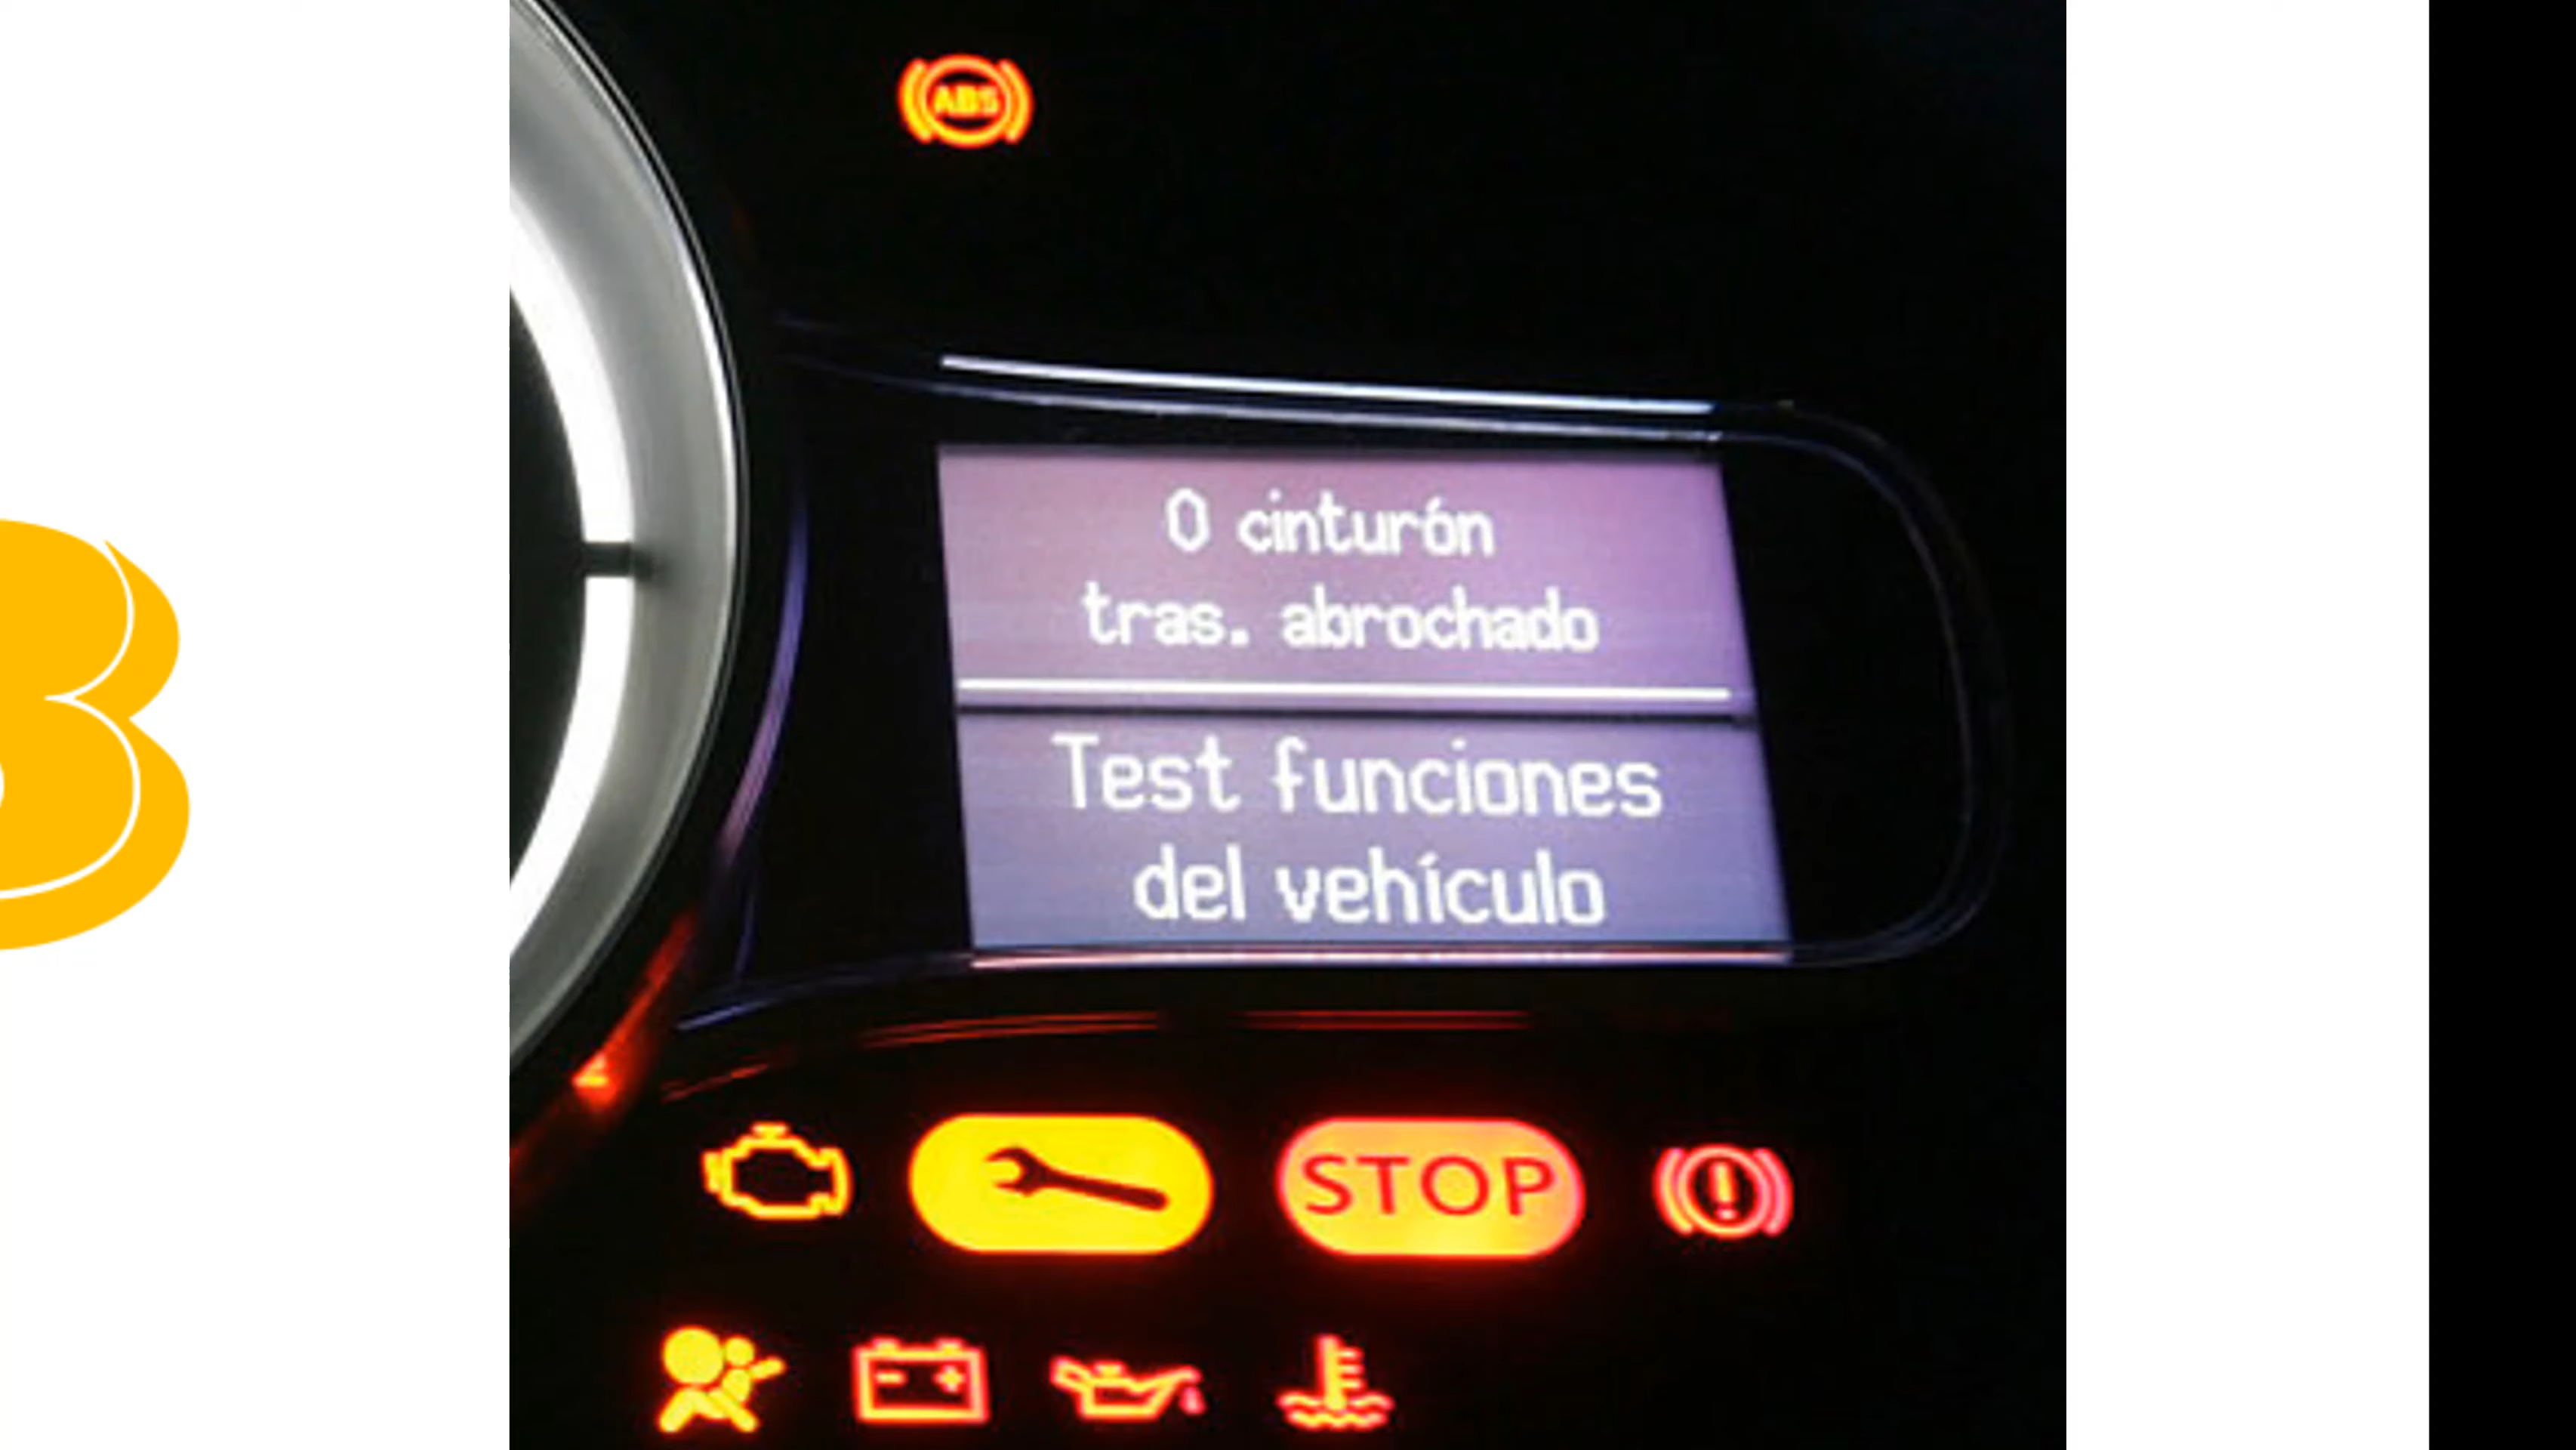 ABS
0 cinturón
tras. abrochado
Test funciones
del vehículo
STOP